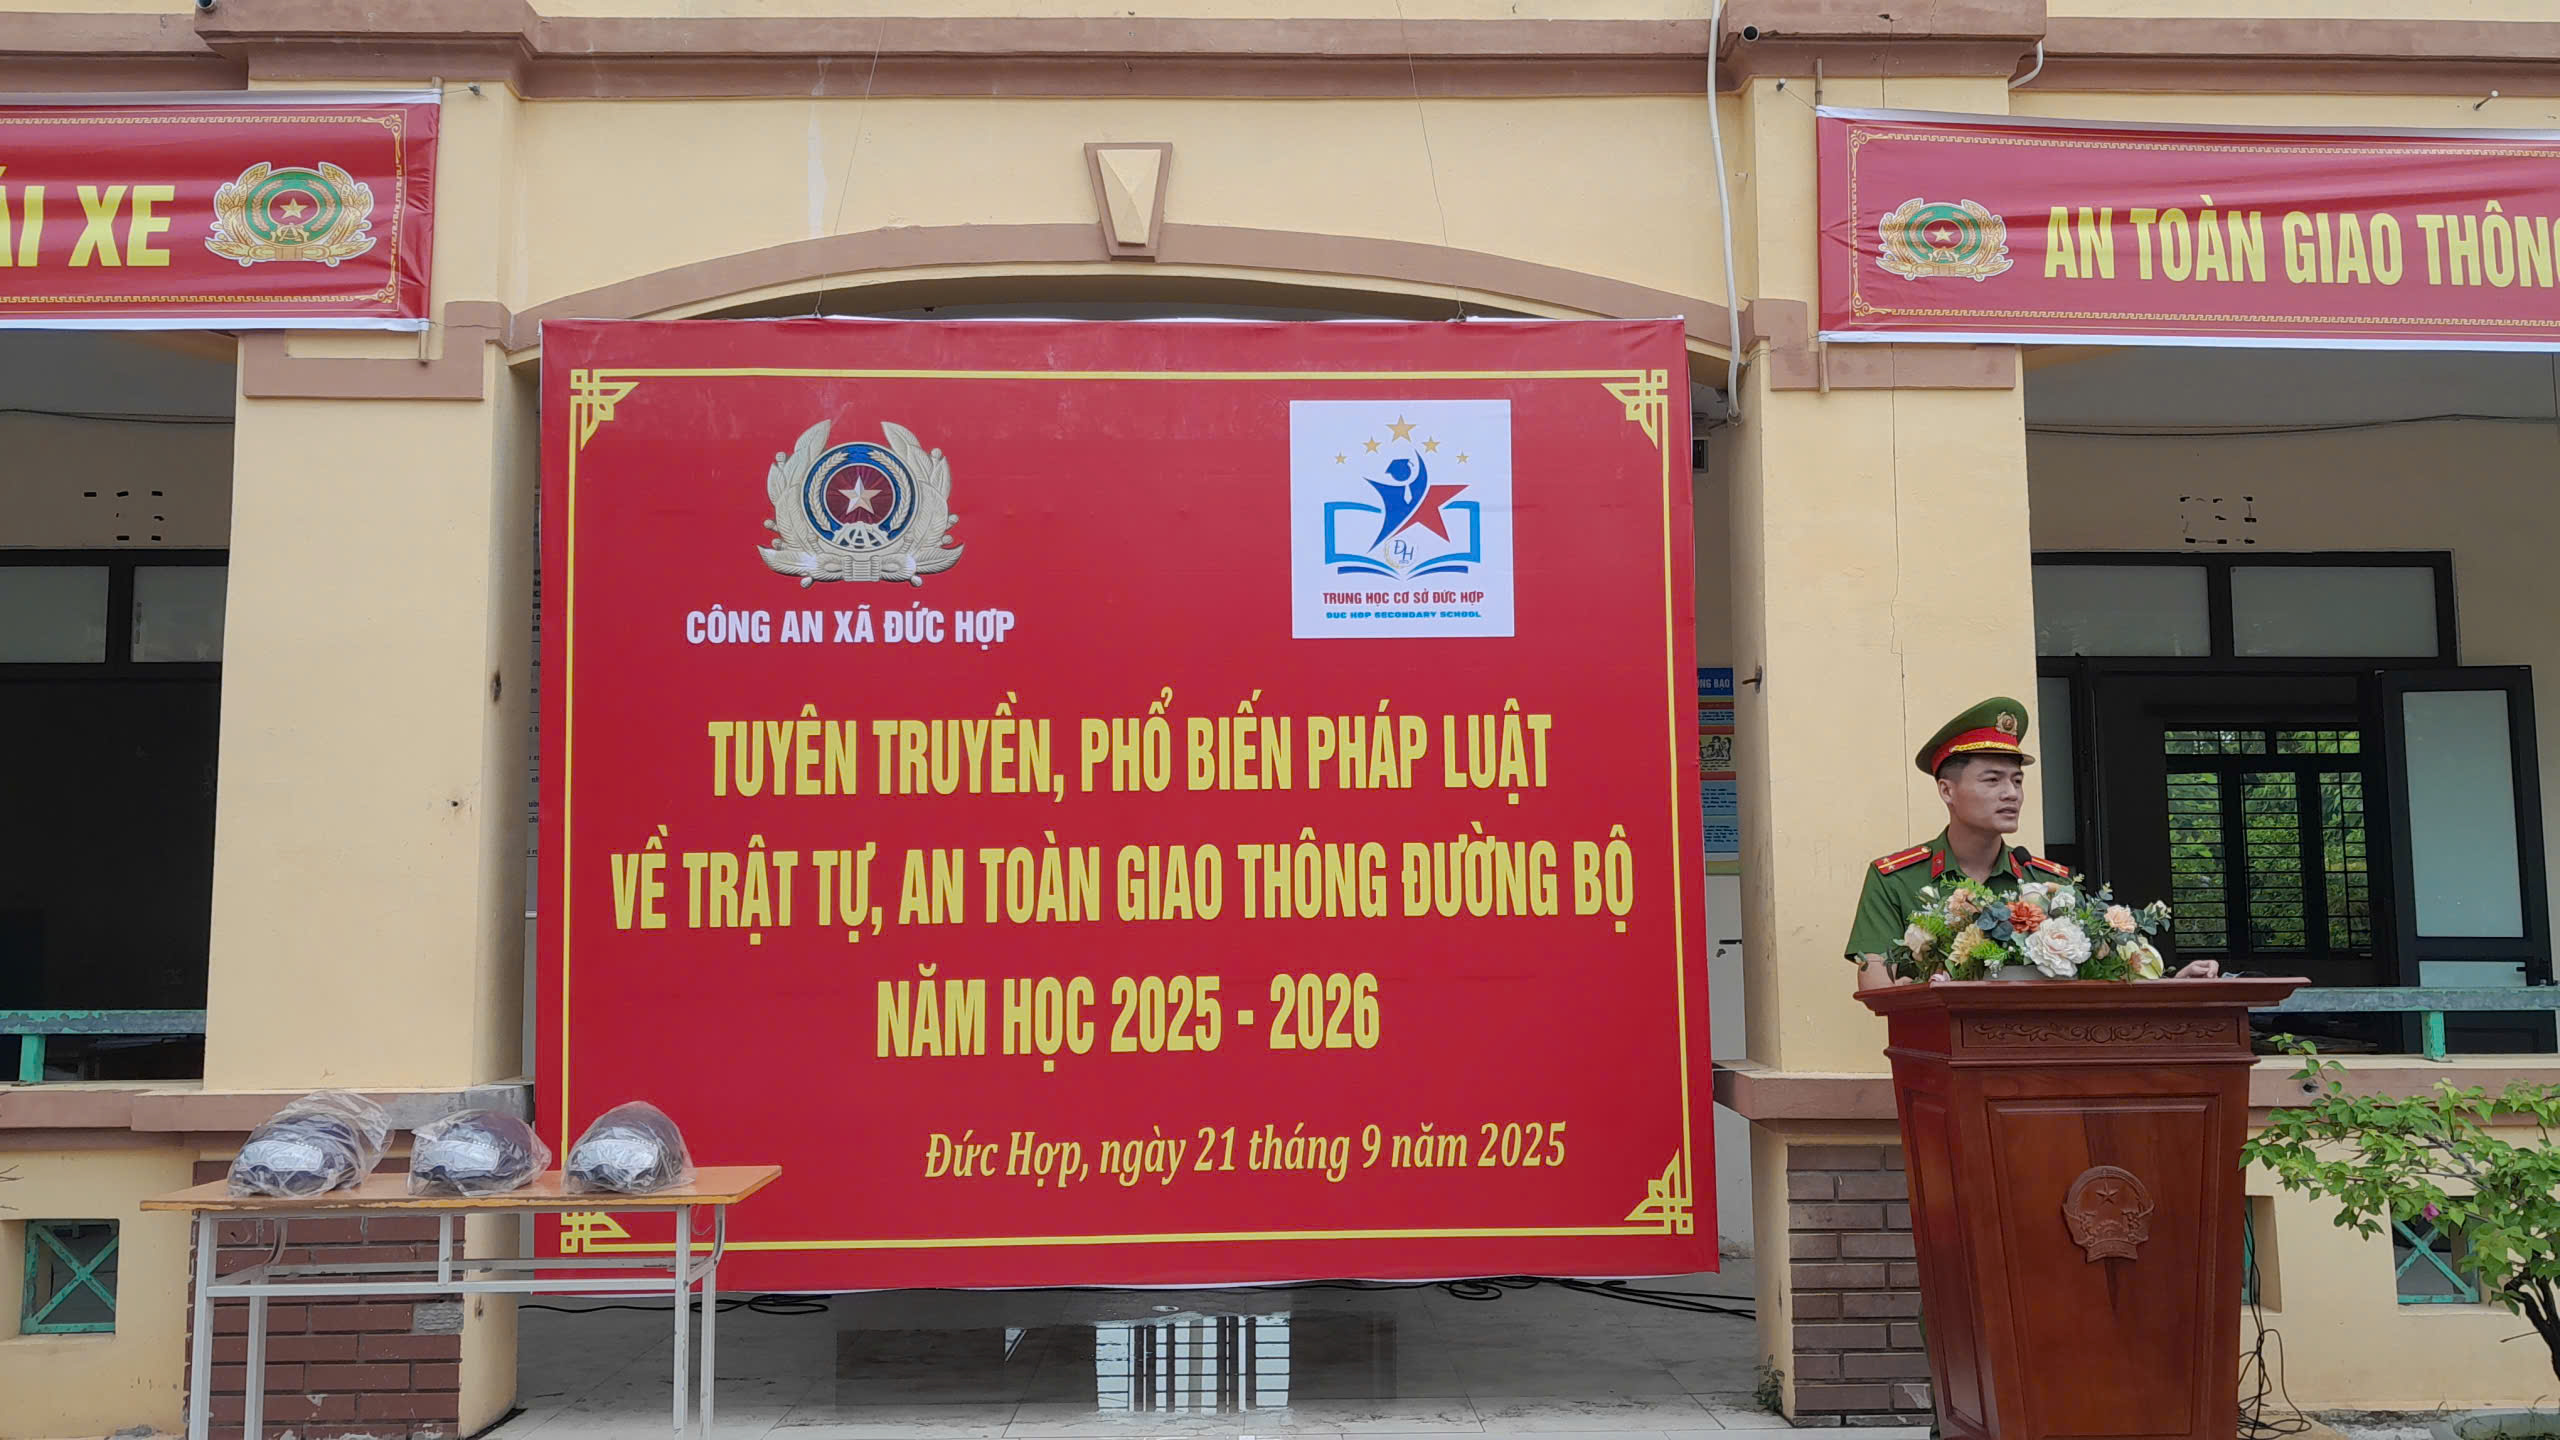 XE
AN TOÀN GIAO THÔNG
CÔNG AN XÃ ĐỨC HỢP
ĐH
TRUNG HỌC CƠ SỞ ĐỨC HỢP
DUC HOP SECONDARY SCHOOL
TUYÊN TRUYỀN, PHỔ BIẾN PHÁP LUẬT
VỀ TRẬT TỰ, AN TOÀN GIAO THÔNG ĐƯỜNG BỘ
NĂM HỌC 2025 - 2026
Đức Hợp, ngày 21 tháng 9 năm 2025